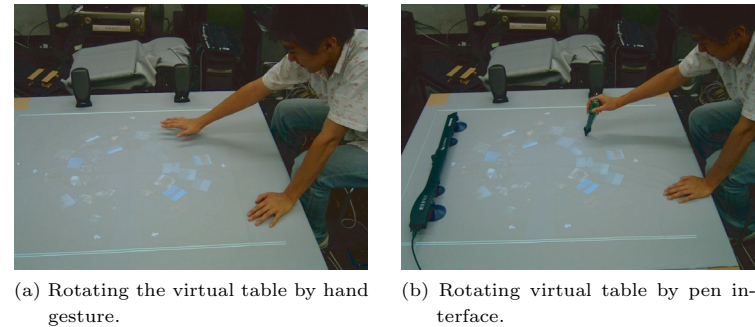 (a) Rotating the virtual table by hand
gesture.
(b) Rotating virtual table by pen in-
terface.